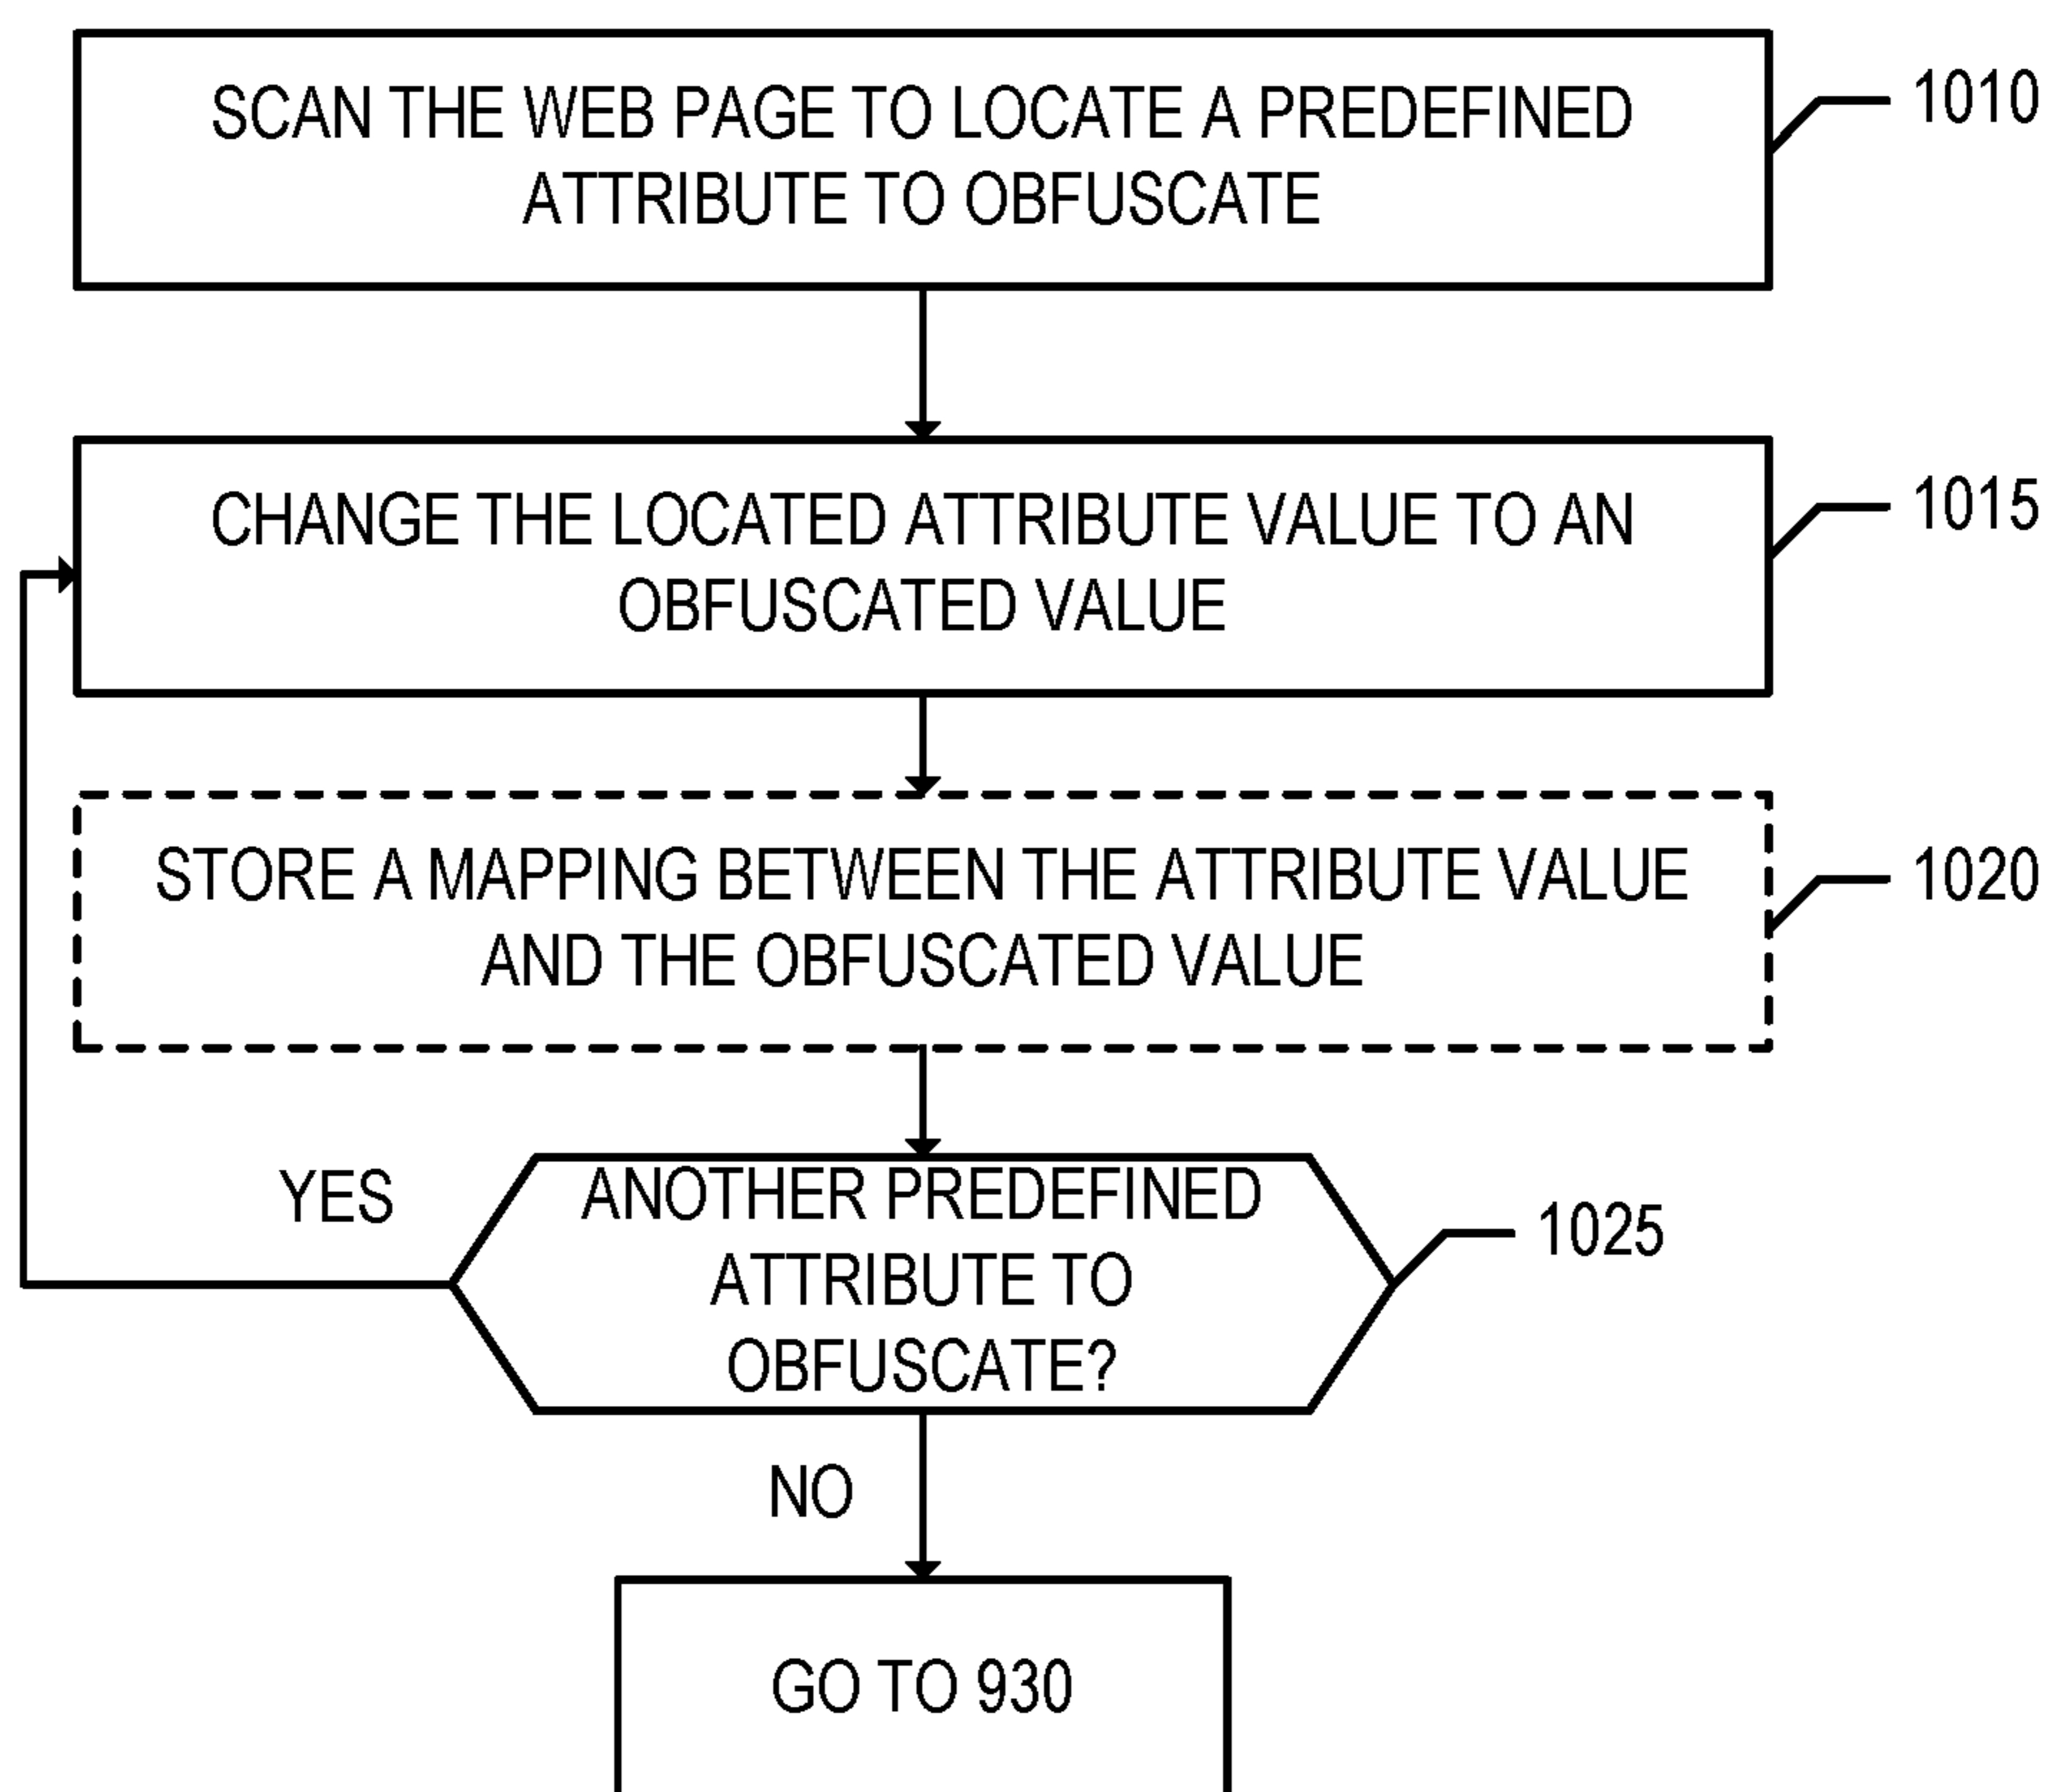 SCAN THE WEB PAGE TO LOCATE A PREDEFINED
ATTRIBUTE TO OBFUSCATE
1010
CHANGE THE LOCATED ATTRIBUTE VALUE TO AN
OBFUSCATED VALUE
1015
STORE A MAPPING BETWEEN THE ATTRIBUTE VALUE
AND THE OBFUSCATED VALUE
1020
YES
ANOTHER PREDEFINED
ATTRIBUTE TO
OBFUSCATE?
1025
NO
GO TO 930